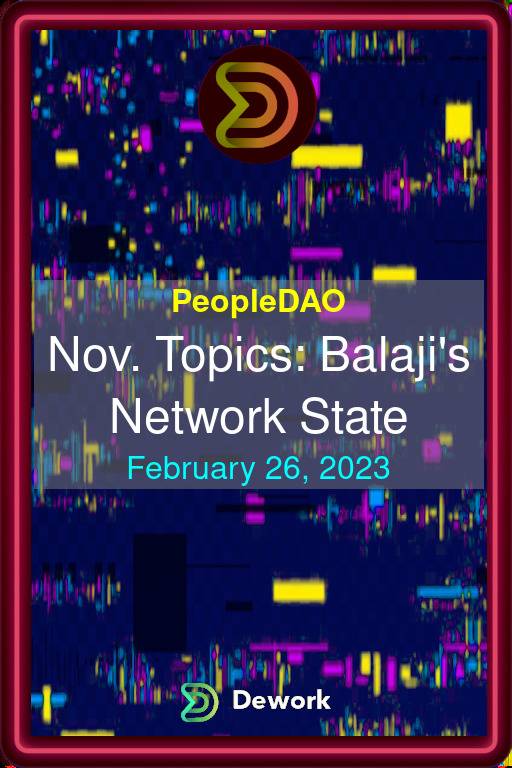 PeopleDAO
Nov. Topics: Balaji's
Network State
February 26, 2023
Dework